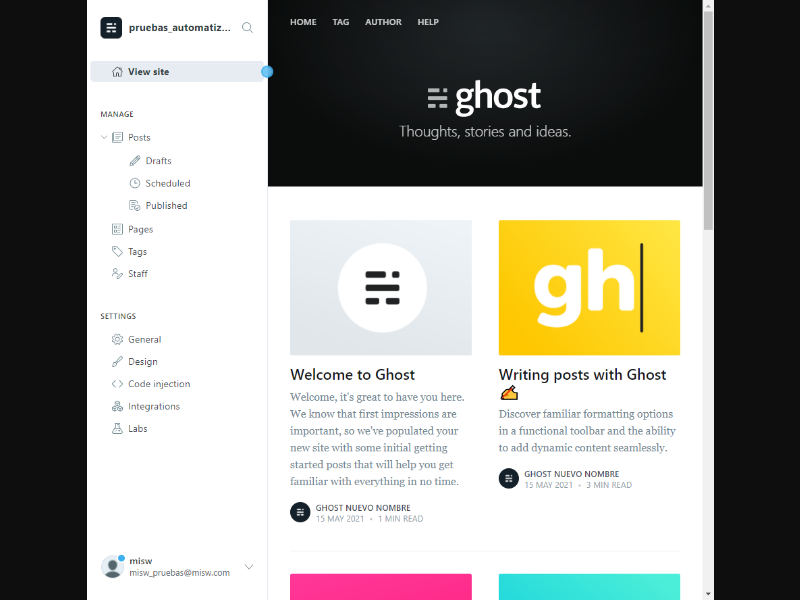 pruebas_automatiz...
View site
MANAGE
Posts
Drafts
Scheduled
Published
Pages
Tags
Staff
SETTINGS
General
Design
Code injection
Integrations
Labs
misw
misw_pruebas@misw.com
HOME TAG AUTHOR HELP
ghost
Thoughts, stories and ideas.
Welcome to Ghost
Welcome, it's great to have you here.
We know that first impressions are
important, so we've populated your
new site with some initial getting
started posts that will help you get
familiar with everything in no time.
GHOST NUEVO NOMBRE
15 MAY 2021 • 1 MIN READ
gh
Writing posts with Ghost
✍️
Discover familiar formatting options
in a functional toolbar and the ability
to add dynamic content seamlessly.
GHOST NUEVO NOMBRE
15 MAY 2021 • 3 MIN READ